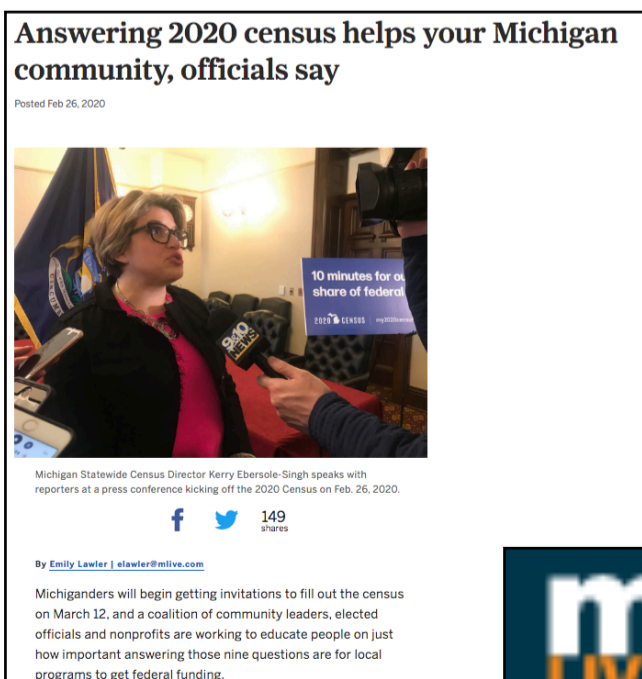 Answering 2020 census helps your Michigan
community, officials say
Posted Feb 26, 2020
10 minutes for ou
share of federal
2020 CENSUS my2020census
9&10
NEWS
Michigan Statewide Census Director Kerry Ebersole-Singh speaks with
reporters at a press conference kicking off the 2020 Census on Feb. 26, 2020.
149
shares
By Emily Lawler | elawler@mlive.com
Michiganders will begin getting invitations to fill out the census
on March 12, and a coalition of community leaders, elected
officials and nonprofits are working to educate people on just
how important answering those nine questions are for local
programs to get federal funding.
m
LIV